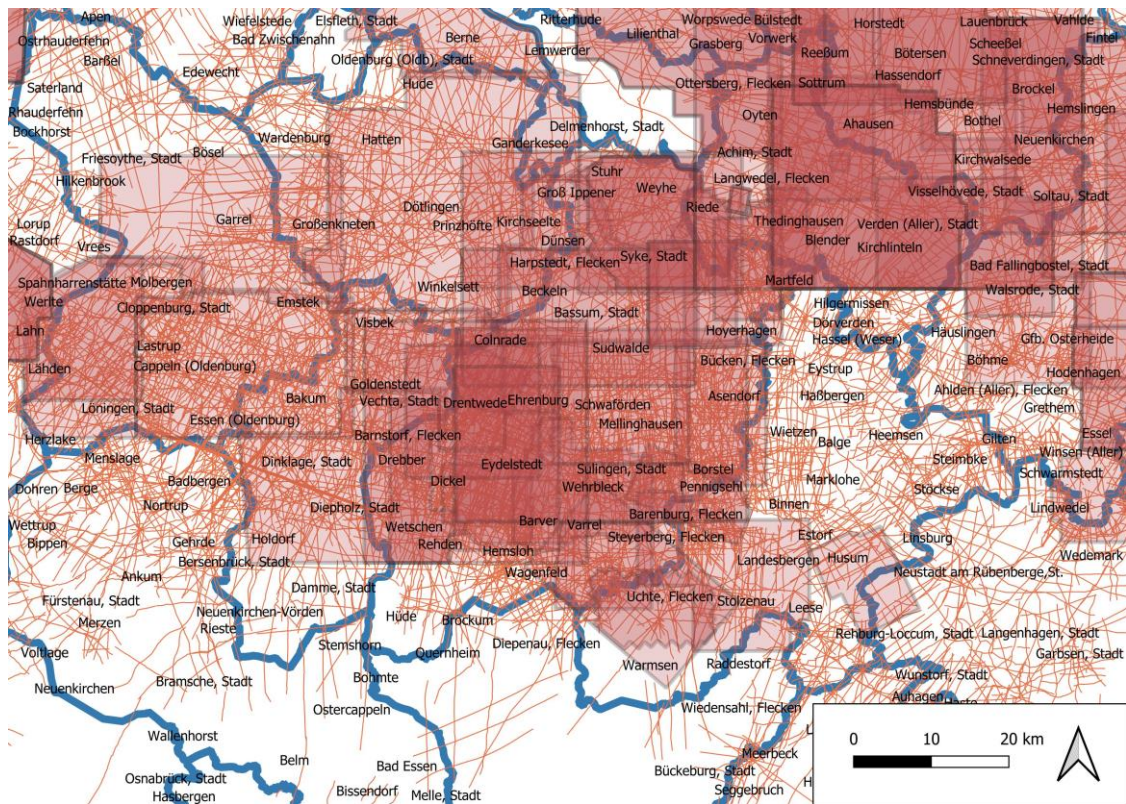 Apen
Wiefelstede
Elsfleth, Stadt
Ritterhude
Worpswede
Bülstedt
Horstedt
Lauenbrück
Vahlde
Ostrhauderfehn
Bad Zwischenahn
Berne
Lilienthal
Vorwerk
Fintel
Barßel
Oldenburg (Oldb), Stadt
Lemwerder
Grasberg
Reeßum
Bötersen
Scheeßel
Schneverdingen, Stadt
Edewecht
Hude
Ottersberg, Flecken
Sottrum
Hassendorf
Saterland
Brockel
Rhauderfehn
Oyten
Hemsbünde
Hemslingen
Bockhorst
Wardenburg
Hatten
Delmenhorst, Stadt
Ahausen
Bothel
Ganderkesee
Neuenkirchen
Friesoythe, Stadt
Bösel
Achim, Stadt
Kirchwalsede
Hilkenbrook
Stuhr
Weyhe
Langwedel, Flecken
Groß Ippener
Visselhövede, Stadt
Soltau, Stadt
Dötlingen
Riede
Lorup
Garrel
Großenkneten
Prinzhöfte
Kirchseelte
Thedinghausen
Verden (Aller), Stadt
Rastdorf
Vrees
Dünsen
Blender
Kirchlinteln
Harpstedt, Flecken
Syke, Stadt
Bad Fallingbostel, Stadt
Spahnharrenstätte
Molbergen
Winkelsett
Beckeln
Martfeld
Walsrode, Stadt
Werlte
Cloppenburg, Stadt
Emstek
Bassum, Stadt
Hilgermissen
Visbek
Dörverden
Lahn
Colnrade
Hoyerhagen
Hassel (Weser)
Häuslingen
Gfb. Osterheide
Lastrup
Sudwalde
Bücken, Flecken
Böhme
Lähden
Cappeln (Oldenburg)
Eystrup
Hodenhagen
Goldenstedt
Bakum
Vechta, Stadt
Drentwede
Ehrenburg
Asendorf
Haßbergen
Ahlden (Aller), Flecken
Löningen, Stadt
Schwaförden
Grethem
Essen (Oldenburg)
Mellinghausen
Herzlake
Barnstorf, Flecken
Wietzen
Heemsen
Essel
Menslage
Balge
Gilten
Winsen (Aller)
Dinklage, Stadt
Drebber
Eydelstedt
Sulingen, Stadt
Borstel
Steimbke
Schwarmstedt
Badbergen
Dickel
Wehrbleck
Pennigsehl
Marklohe
Dohren
Berge
Stöckse
Nortrup
Diepholz, Stadt
Binnen
Lindwedel
Wettrup
Wetschen
Barver
Varrel
Barenburg, Flecken
Bippen
Gehrde
Holdorf
Rehden
Steyerberg, Flecken
Estorf
Linsburg
Hemsloh
Wedemark
Bersenbrück, Stadt
Landesbergen
Husum
Ankum
Wagenfeld
Neustadt am Rübenberge,St.
Damme, Stadt
Fürstenau, Stadt
Uchte, Flecken
Stolzenau
Neuenkirchen-Vörden
Hüde
Brockum
Leese
Merzen
Rieste
Rehburg-Loccum, Stadt
Langenhagen, Stadt
Stemshorn
Diepenau, Flecken
Voltlage
Quernheim
Garbsen, Stadt
Warmsen
Raddestorf
Bramsche, Stadt
Bohmte
Wunstorf, Stadt
Neuenkirchen
Auhagen
Haste
Ostercappeln
Wiedensahl, Flecken
Wallenhorst
0 10 20 km
Meerbeck
Belm
Bad Essen
Osnabrück, Stadt
Bückeburg, Stadt
Hasbergen
Bissendorf
Melle, Stadt
Seggebruch